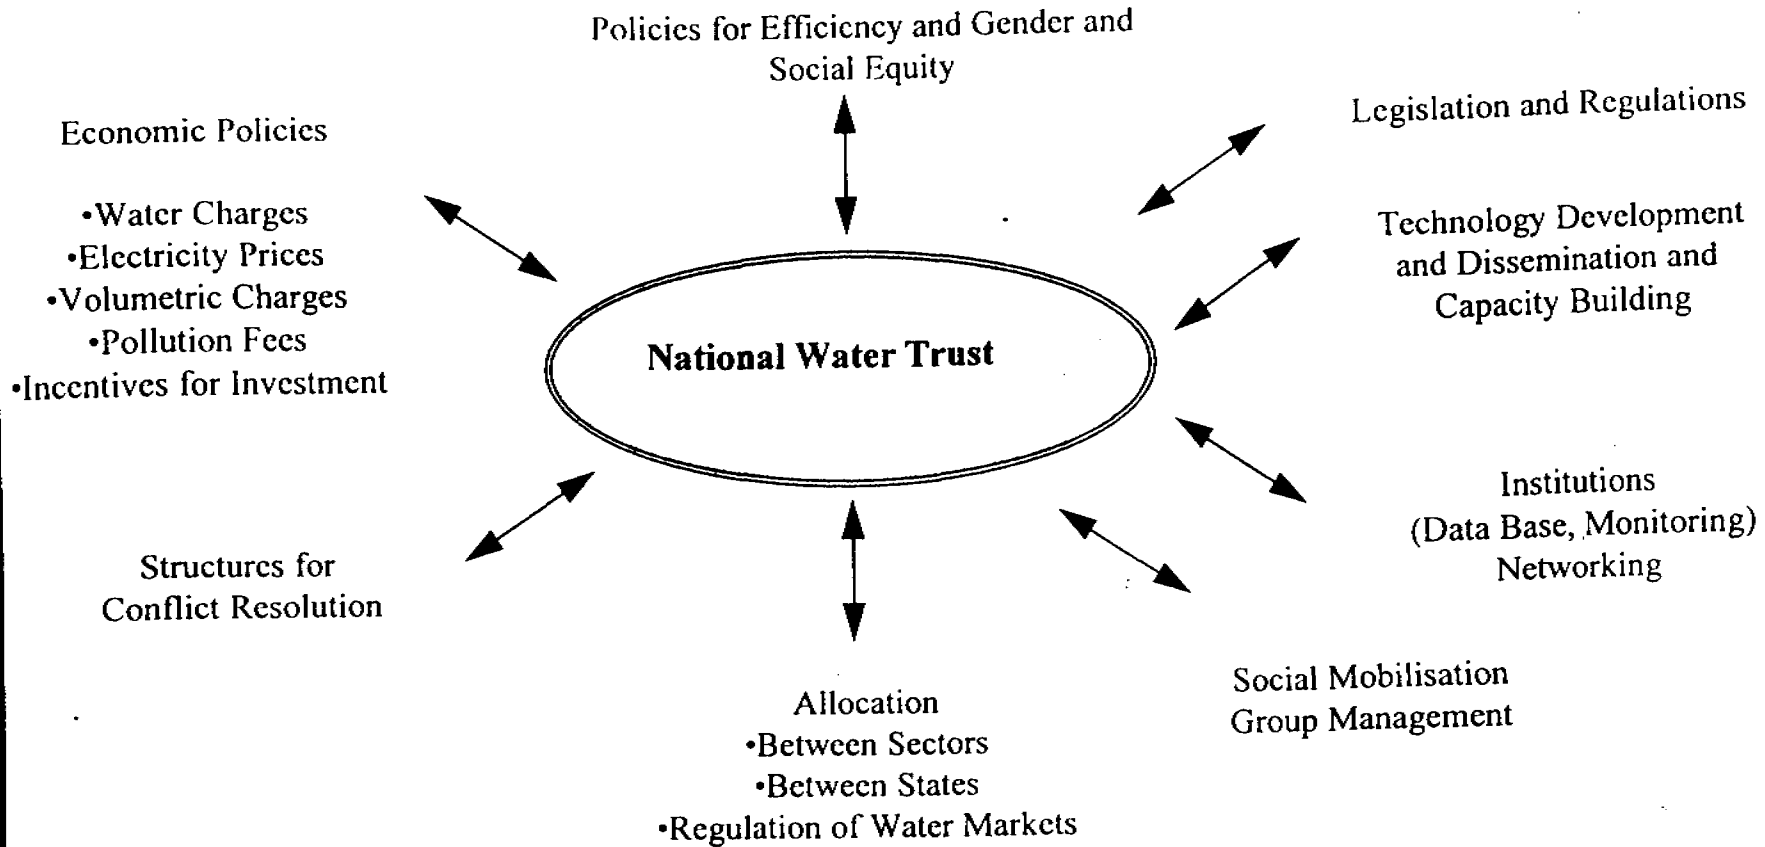 Policies for Efficiency and Gender and
Social Equity
Economic Policies
•Water Charges
•Electricity Prices
•Volumetric Charges
•Pollution Fees
•Incentives for Investment
Legislation and Regulations
Technology Development
and Dissemination and
Capacity Building
National Water Trust
Institutions
(Data Base, Monitoring)
Networking
Structures for
Conflict Resolution
Social Mobilisation
Group Management
Allocation
•Between Sectors
•Between States
•Regulation of Water Markets